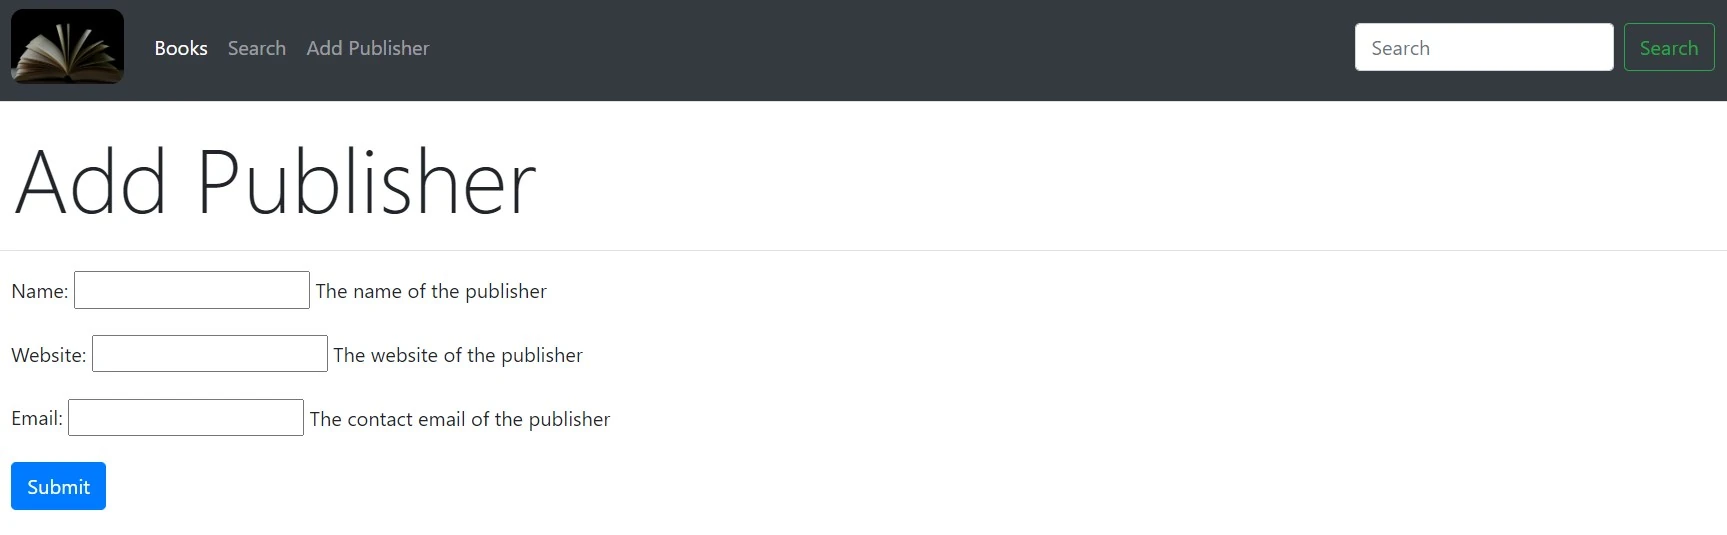 Books Search Add Publisher Search Search
Add Publisher
Name: The name of the publisher
Website: The website of the publisher
Email: The contact email of the publisher
Submit